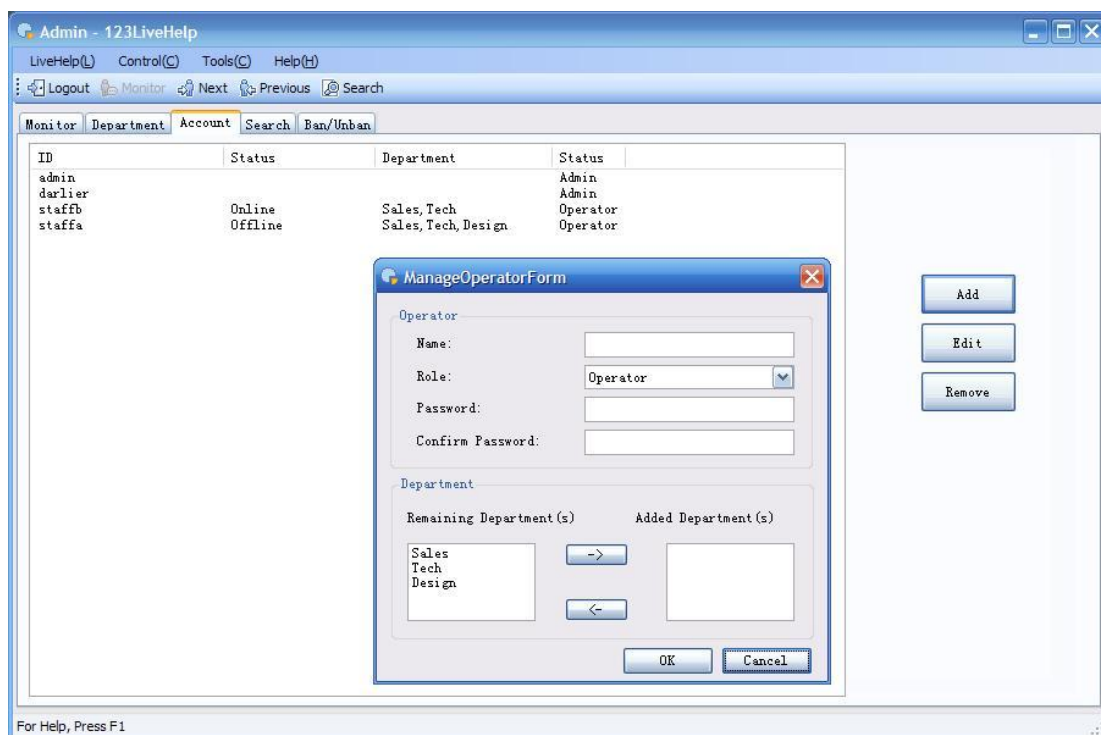 Admin - 123LiveHelp
LiveHelp(L) Control(C) Tools(C) Help(H)
Logout Monitor Next Previous Search
Monitor Department Account Search Ban/Unban
ID Status Department Status
admin Admin
darlier Admin
staffb Online Sales,Tech Operator
staffa Offline Sales,Tech,Design Operator
ManageOperatorForm
Operator
Name:
Role: Operator
Password:
Confirm Password:
Department
Remaining Department(s) Added Department(s)
Sales
Tech
Design
->
<-
OK Cancel
Add
Edit
Remove
For Help, Press F1